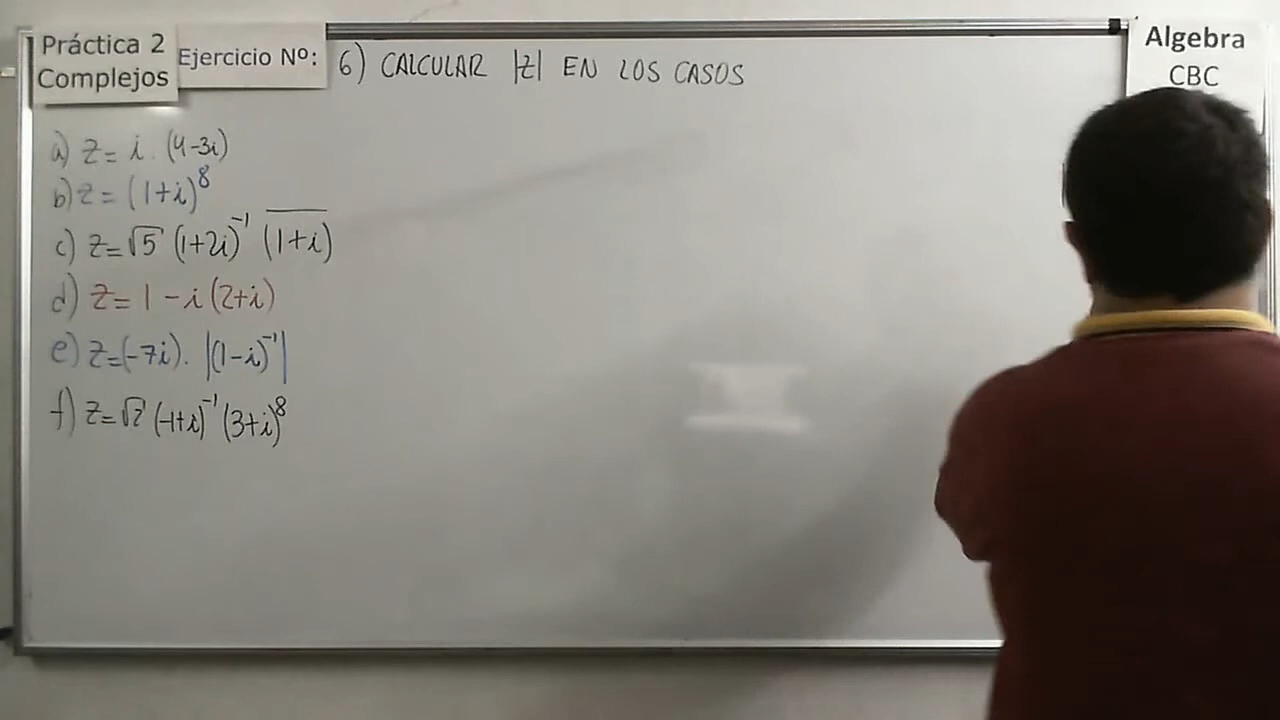 Práctica 2
Complejos
Ejercicio Nº:
6) CALCULAR |Z| EN LOS CASOS
Algebra
CBC
a) Z = i . (4-3i)
b) Z = (1+i)⁸
c) Z = √5 (1+2i)⁻¹ (1̅+̅i̅)
d) Z = 1 - i (2+i)
e) Z = (-7i) . |(1-i)⁻¹|
f) Z = √2 (-1+i)⁻¹ (3+i)⁸